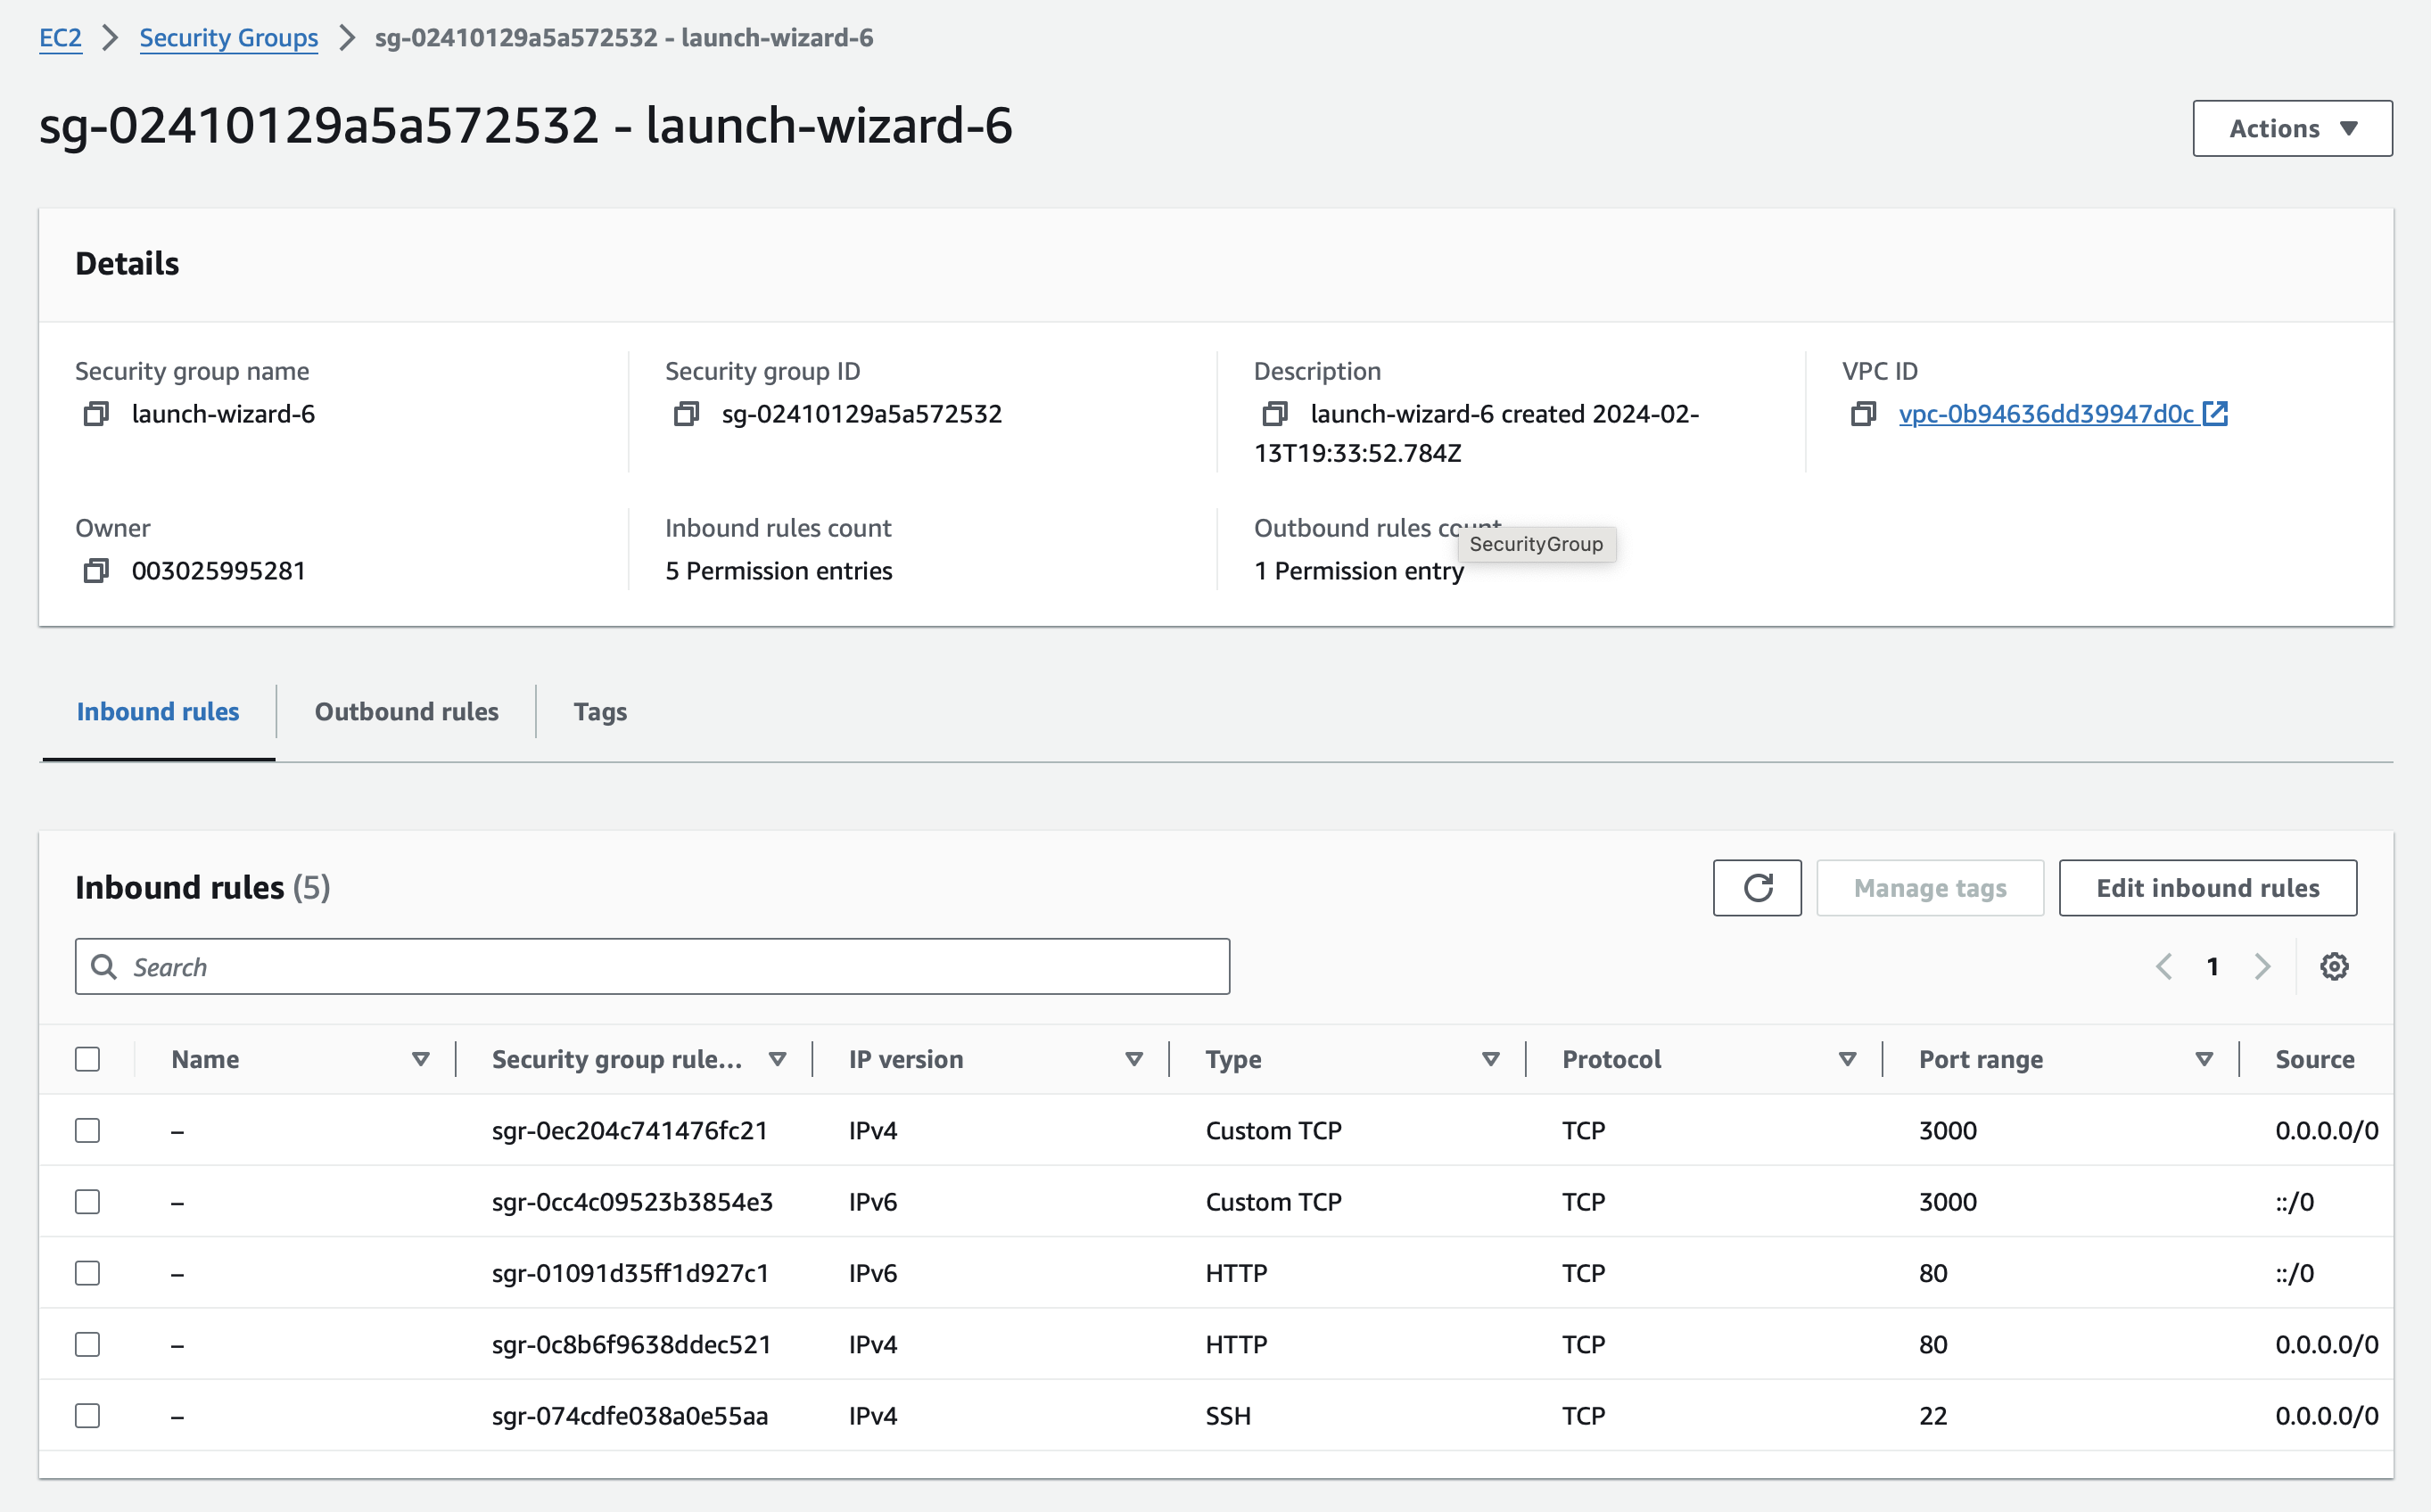 EC2 > Security Groups > sg-02410129a5a572532 - launch-wizard-6
sg-02410129a5a572532 - launch-wizard-6
Actions
Details
Security group name
launch-wizard-6
Security group ID
sg-02410129a5a572532
Description
launch-wizard-6 created 2024-02-
13T19:33:52.784Z
VPC ID
vpc-0b94636dd39947d0c
Owner
003025995281
Inbound rules count
5 Permission entries
Outbound rules count
SecurityGroup
1 Permission entry
Inbound rules Outbound rules Tags
Inbound rules (5)
Manage tags Edit inbound rules
Search
1
Name Security group rule... IP version Type Protocol Port range Source
– sgr-0ec204c741476fc21 IPv4 Custom TCP TCP 3000 0.0.0.0/0
– sgr-0cc4c09523b3854e3 IPv6 Custom TCP TCP 3000 ::/0
– sgr-01091d35ff1d927c1 IPv6 HTTP TCP 80 ::/0
– sgr-0c8b6f9638ddec521 IPv4 HTTP TCP 80 0.0.0.0/0
– sgr-074cdfe038a0e55aa IPv4 SSH TCP 22 0.0.0.0/0